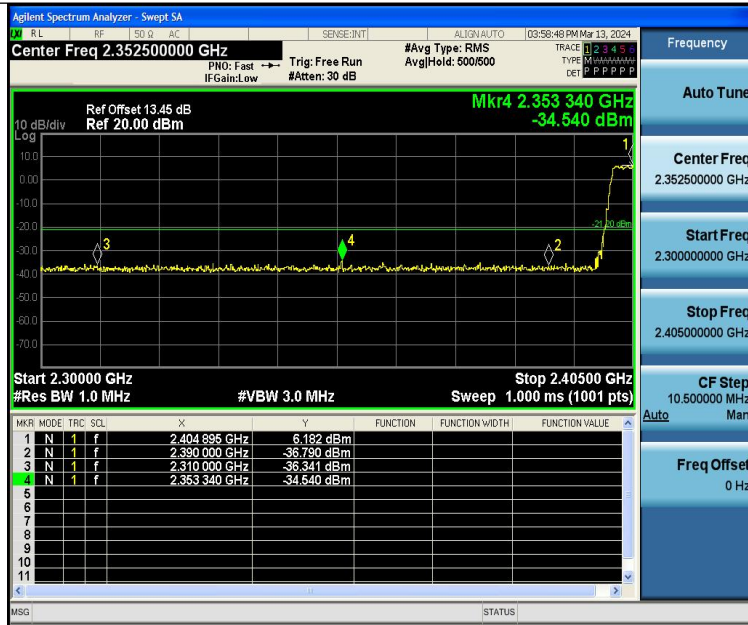 Agilent Spectrum Analyzer - Swept SA
LXI RL RF 50 Ω AC SENSE:INT ALIGN AUTO 03:58:48 PM Mar 13, 2024
Center Freq 2.352500000 GHz
PNO: Fast
IFGain:Low
Trig: Free Run
#Atten: 30 dB
#Avg Type: RMS
Avg|Hold: 500/500
TRACE 1 2 3 4 5 6
TYPE M
DET P P P P P P
Ref Offset 13.45 dB
10 dB/div Ref 20.00 dBm
Log
Mkr4 2.353 340 GHz
-34.540 dBm
10.0
0.00
-10.0
-20.0
-30.0
-40.0
-50.0
-60.0
-70.0
1
-21.20 dBm
3
4
2
Start 2.30000 GHz Stop 2.40500 GHz
#Res BW 1.0 MHz #VBW 3.0 MHz Sweep 1.000 ms (1001 pts)
MKR MODE TRC SCL X Y FUNCTION FUNCTION WIDTH FUNCTION VALUE
1 N 1 f 2.404 895 GHz 6.182 dBm
2 N 1 f 2.390 000 GHz -36.790 dBm
3 N 1 f 2.310 000 GHz -36.341 dBm
4 N 1 f 2.353 340 GHz -34.540 dBm
5
6
7
8
9
10
11
MSG STATUS
Frequency
Auto Tune
Center Freq
2.352500000 GHz
Start Freq
2.300000000 GHz
Stop Freq
2.405000000 GHz
CF Step
10.500000 MHz
Auto Man
Freq Offset
0 Hz